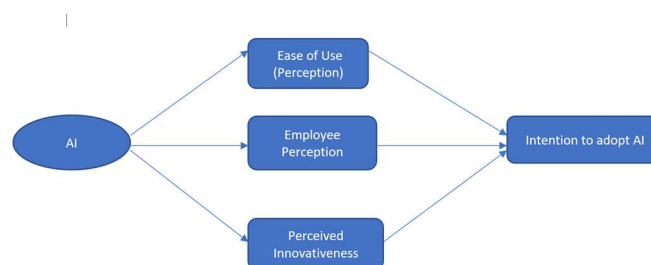 Ease of Use
(Perception)
AI
Employee
Perception
Intention to adopt AI
Perceived
Innovativeness